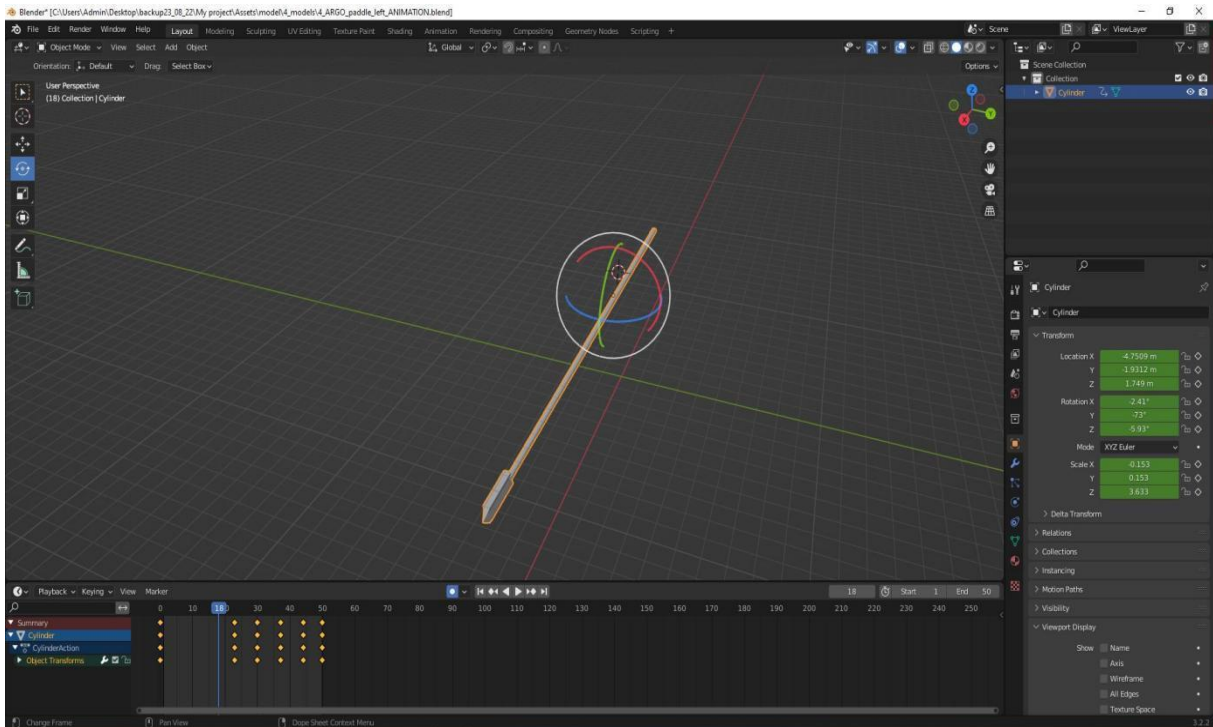 Blender* [C:\Users\Admin\Desktop\backup23_08_22\My project\Assets\model\4_models\4_ARGO_paddle_left_ANIMATION.blend]
File Edit Render Window Help Layout Modeling Sculpting UV Editing Texture Paint Shading Animation Rendering Compositing Geometry Nodes Scripting + Scene ViewLayer
Object Mode View Select Add Object Global
Orientation: Default Drag: Select Box Options
User Perspective
(18) Collection | Cylinder
Z
Y
X
Scene Collection
Collection
Cylinder
Cylinder
Cylinder
Transform
Location X -4.7509 m
Y -1.9312 m
Z 1.749 m
Rotation X -2.41°
Y -73°
Z -5.93°
Mode XYZ Euler
Scale X -0.153
Y 0.153
Z 3.633
Delta Transform
Relations
Collections
Instancing
Motion Paths
Visibility
Viewport Display
Show Name
Axis
Wireframe
All Edges
Texture Space
Playback Keying View Marker 18 Start 1 End 50
0 10 18 30 40 50 60 70 80 90 100 110 120 130 140 150 160 170 180 190 200 210 220 230 240 250
Summary
Cylinder
CylinderAction
Object Transforms
Change Frame Pan View Dope Sheet Context Menu 3.2.2